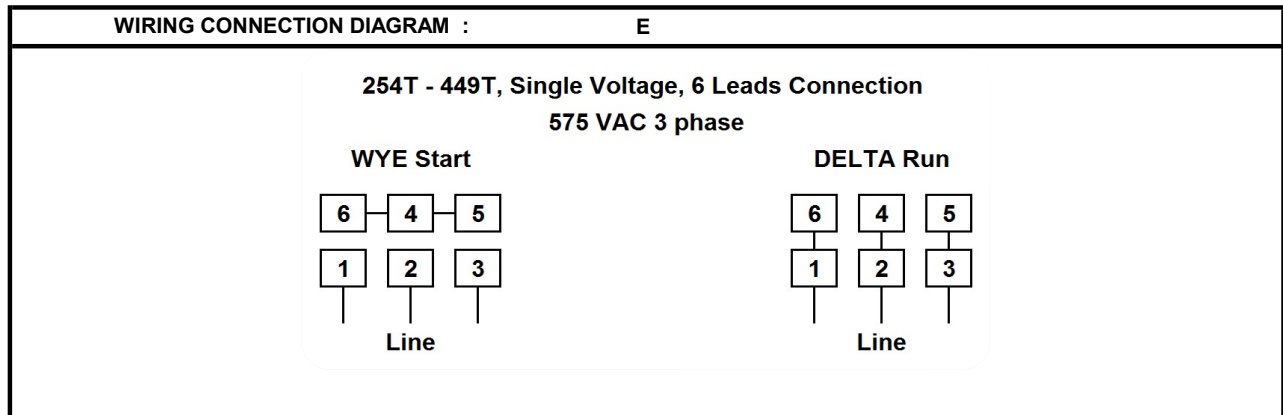 WIRING CONNECTION DIAGRAM : E
254T - 449T, Single Voltage, 6 Leads Connection
575 VAC 3 phase
WYE Start DELTA Run
6 4 5 6 4 5
1 2 3 1 2 3
Line Line